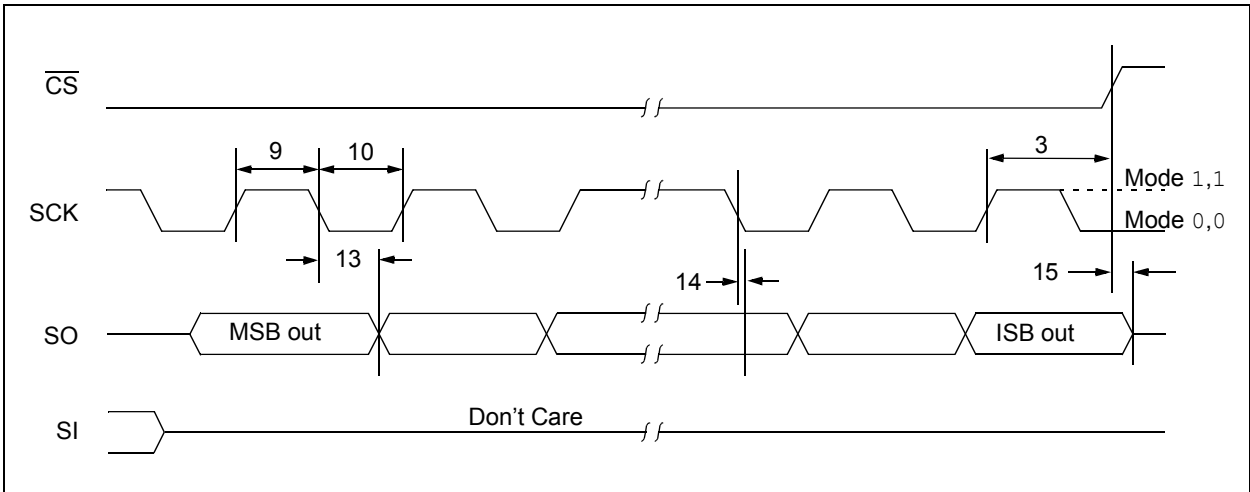 CS
9
10
3
Mode 1,1
SCK
Mode 0,0
13
14
15
SO
MSB out
ISB out
Don't Care
SI